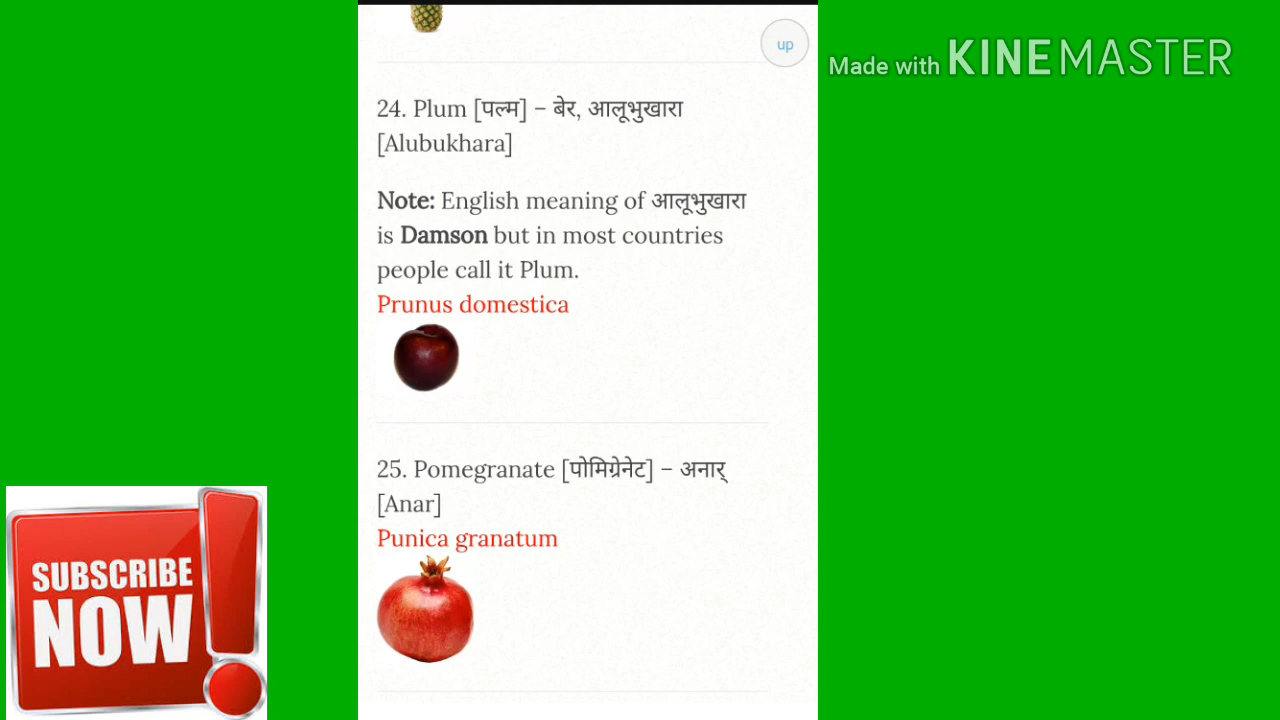 up
Made with KINEMASTER
24. Plum [पल्म] – बेर, आलूभुखारा
[Alubukhara]
Note: English meaning of आलूभुखारा
is Damson but in most countries
people call it Plum.
Prunus domestica
25. Pomegranate [पोमिग्रेनेट] – अनार्
[Anar]
Punica granatum
SUBSCRIBE
NOW